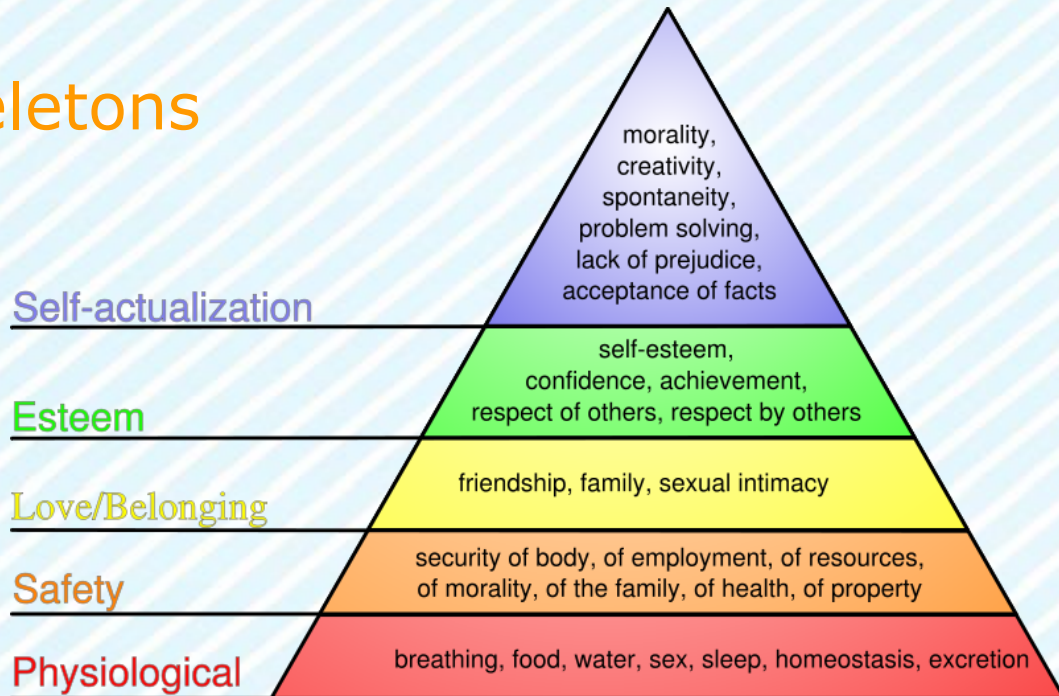 eletons
morality,
creativity,
spontaneity,
problem solving,
lack of prejudice,
acceptance of facts
Self-actualization
self-esteem,
confidence, achievement,
respect of others, respect by others
Esteem
friendship, family, sexual intimacy
Love/Belonging
security of body, of employment, of resources,
of morality, of the family, of health, of property
Safety
breathing, food, water, sex, sleep, homeostasis, excretion
Physiological